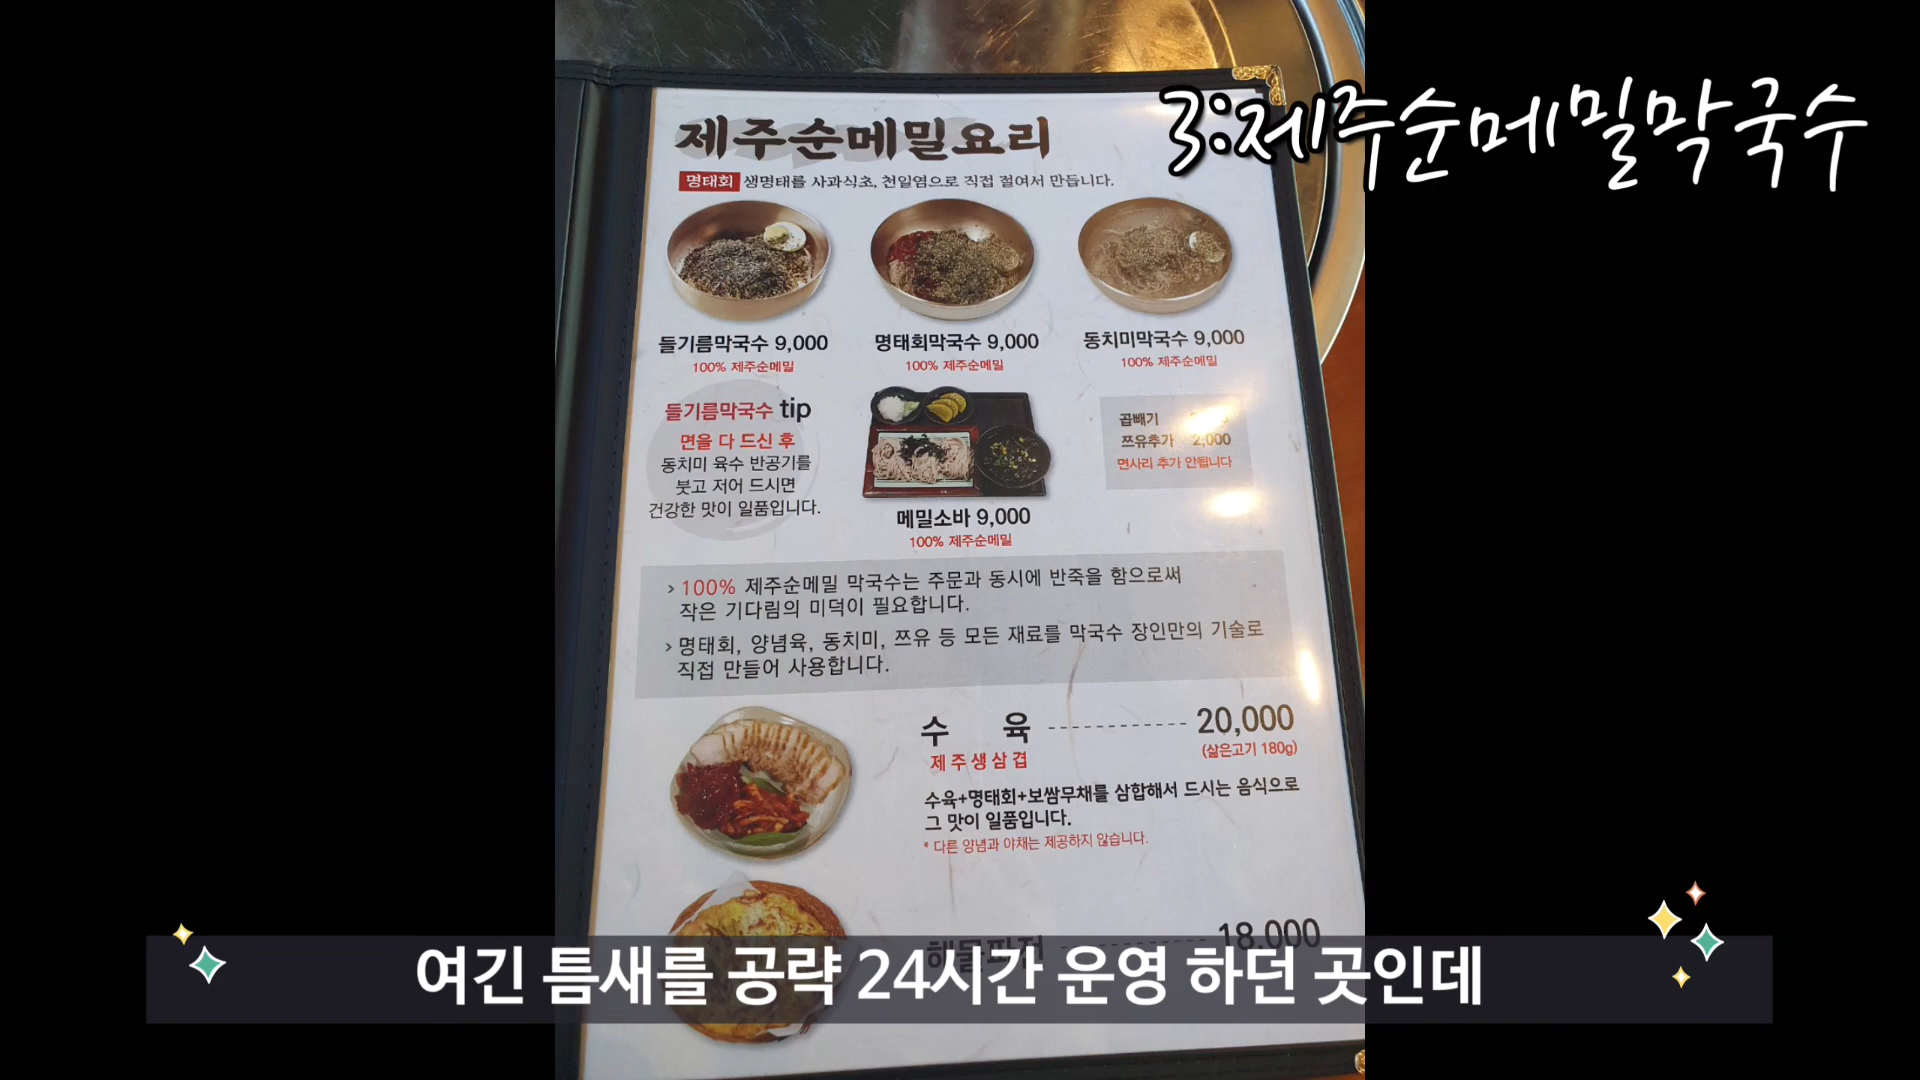 3:제주순메밀막국수
제주순메밀요리
명태회 생명태를 사과식초, 천일염으로 직접 절여서 만듭니다.
들기름막국수 9,000
100% 제주순메밀
명태회막국수 9,000
100% 제주순메밀
동치미막국수 9,000
100% 제주순메밀
들기름막국수 tip
면을 다 드신 후
동치미 육수 반공기를
붓고 저어 드시면
건강한 맛이 일품입니다.
메밀소바 9,000
100% 제주순메밀
곱빼기
쯔유추가 2,000
면사리 추가 안됩니다
› 100% 제주순메밀 막국수는 주문과 동시에 반죽을 함으로써
작은 기다림의 미덕이 필요합니다.
› 명태회, 양념육, 동치미, 쯔유 등 모든 재료를 막국수 장인만의 기술로
직접 만들어 사용합니다.
수 육 ------------ 20,000
제주생삼겹 (삶은고기 180g)
수육+명태회+보쌈무채를 삼합해서 드시는 음식으로
그 맛이 일품입니다.
* 다른 양념과 야채는 제공하지 않습니다.
해물파전 ------------ 18,000
여긴 틈새를 공략 24시간 운영 하던 곳인데